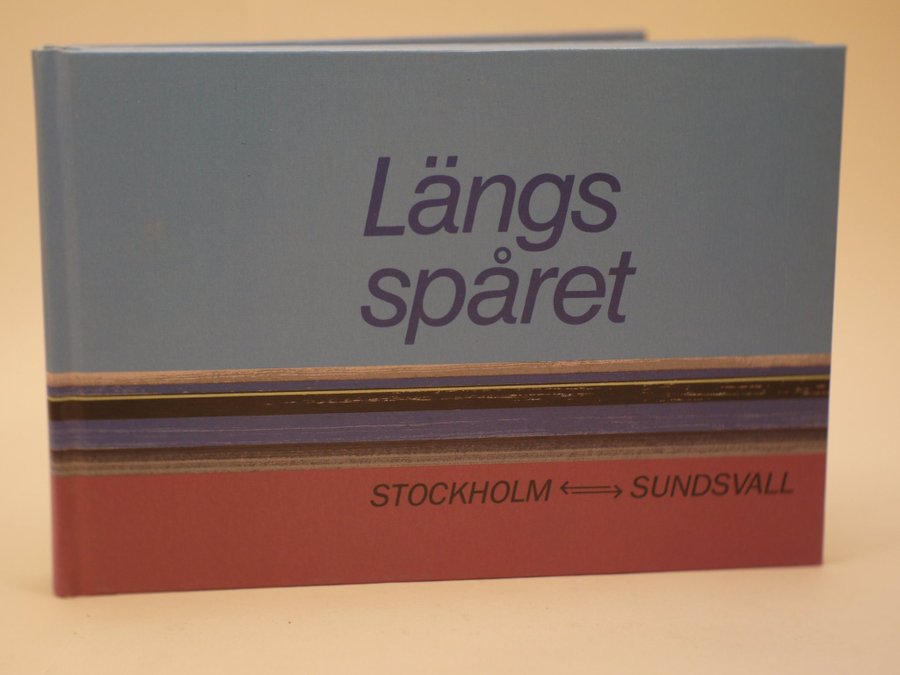 Längs
spåret
STOCKHOLM ⟸⟹ SUNDSVALL